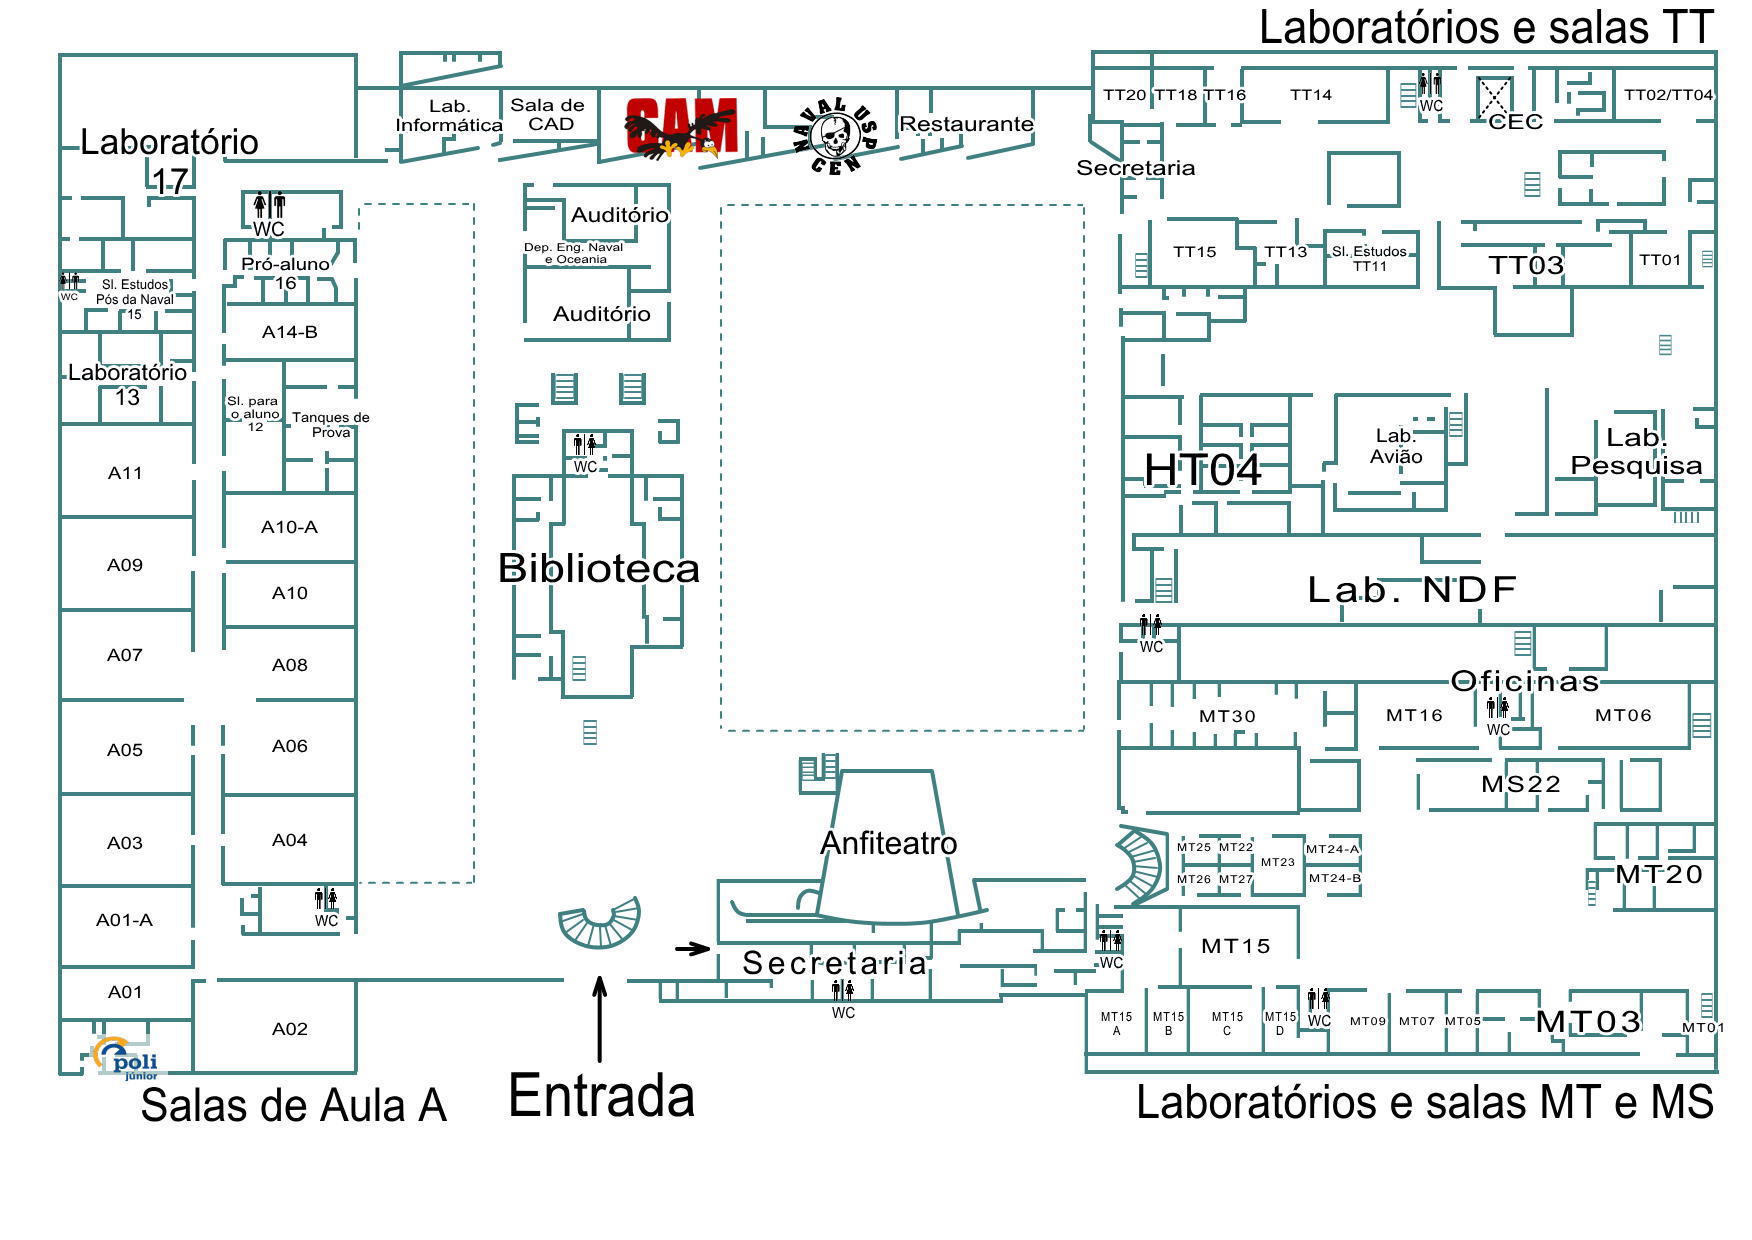 Laboratórios e salas TT
Lab.
Informática
Sala de
CAD
CAM
NAVAL USP
CEN
Restaurante
TT20
TT18
TT16
TT14
WC
CEC
TT02/TT04
Laboratório
17
Secretaria
WC
Auditório
Dep. Eng. Naval
e Oceania
Auditório
TT15
TT13
Sl. Estudos
TT11
TT03
TT01
Pró-aluno
16
WC
Sl. Estudos
Pós da Naval
15
A14-B
Laboratório
13
Sl. para
o aluno
12
Tanques de
Prova
A11
A10-A
A09
A10
A07
A08
A05
A06
A03
A04
A01-A
WC
A01
A02
poli
júnior
WC
Biblioteca
HT04
Lab.
Avião
Lab.
Pesquisa
Lab. NDF
WC
Oficinas
MT30
MT16
WC
MT06
MS22
Anfiteatro
MT25
MT22
MT23
MT24-A
MT26
MT27
MT24-B
MT20
Secretaria
WC
WC
MT15
MT15
A
MT15
B
MT15
C
MT15
D
WC
MT09
MT07
MT05
MT03
MT01
Salas de Aula A
Entrada
Laboratórios e salas MT e MS